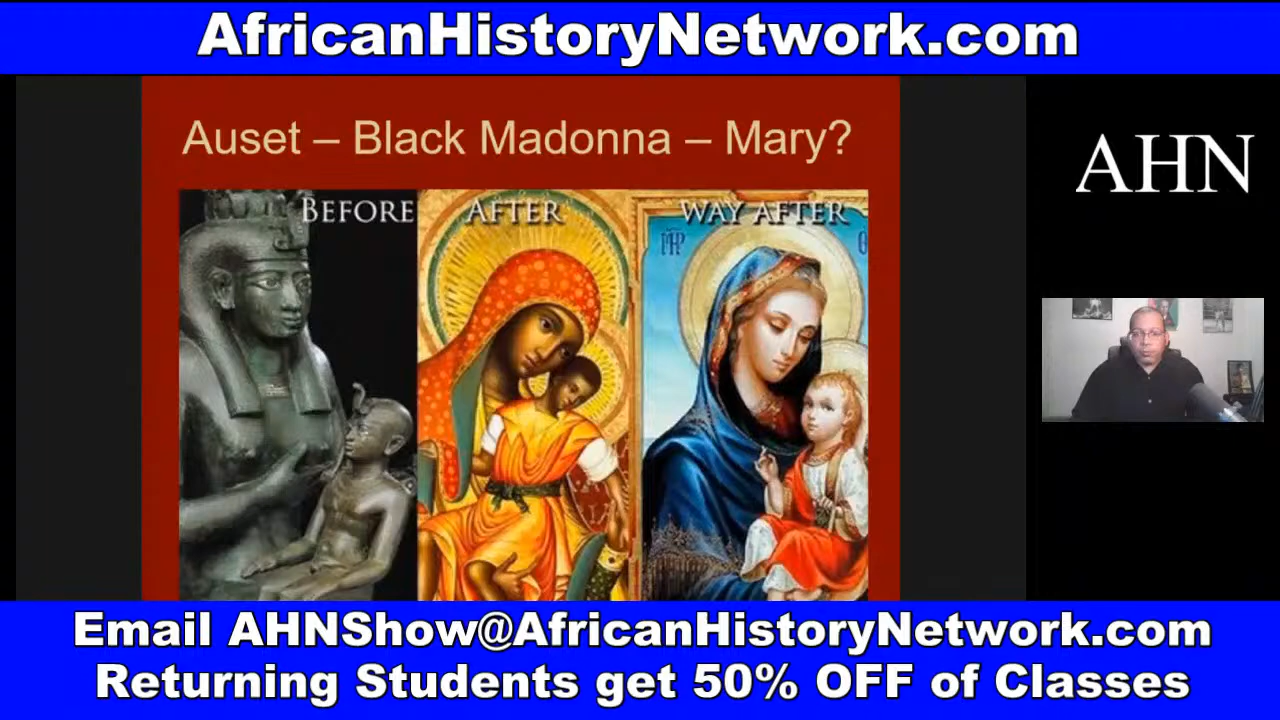 AfricanHistoryNetwork.com
Auset – Black Madonna – Mary?
AHN
BEFORE
AFTER
WAY AFTER
ΜΗΡ
Θ
Email AHNShow@AfricanHistoryNetwork.com
Returning Students get 50% OFF of Classes